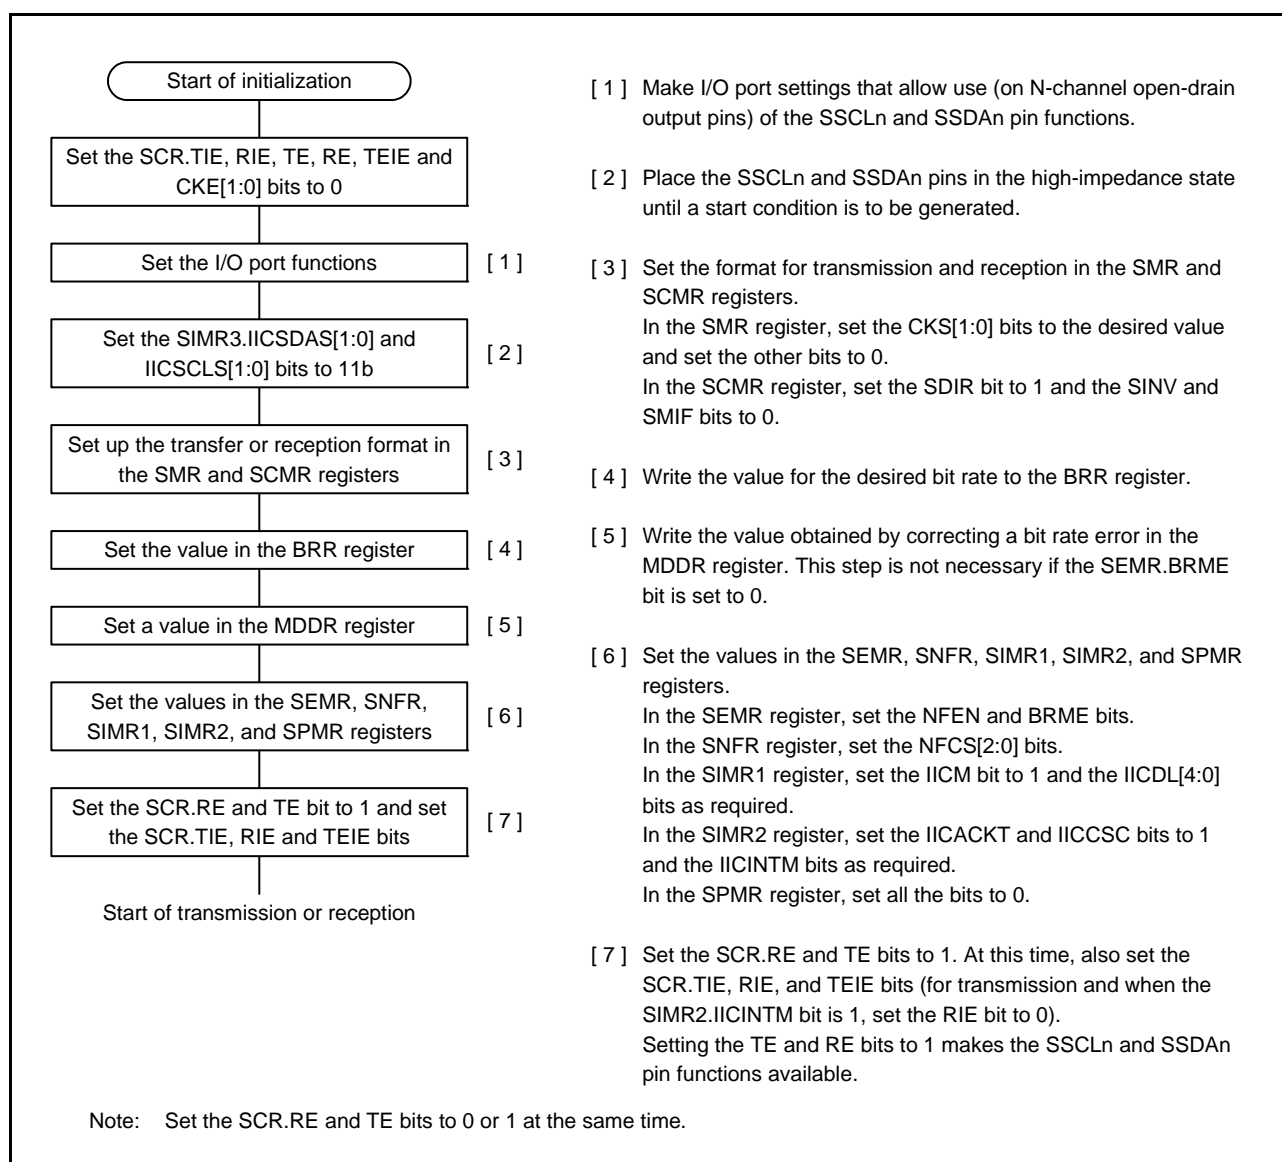 Start of initialization
Set the SCR.TIE, RIE, TE, RE, TEIE and
CKE[1:0] bits to 0
Set the I/O port functions
[ 1 ]
Set the SIMR3.IICSDAS[1:0] and
IICSCLS[1:0] bits to 11b
[ 2 ]
Set up the transfer or reception format in
the SMR and SCMR registers
[ 3 ]
Set the value in the BRR register
[ 4 ]
Set a value in the MDDR register
[ 5 ]
Set the values in the SEMR, SNFR,
SIMR1, SIMR2, and SPMR registers
[ 6 ]
Set the SCR.RE and TE bit to 1 and set
the SCR.TIE, RIE and TEIE bits
[ 7 ]
Start of transmission or reception
[ 1 ] Make I/O port settings that allow use (on N-channel open-drain
output pins) of the SSCLn and SSDAn pin functions.
[ 2 ] Place the SSCLn and SSDAn pins in the high-impedance state
until a start condition is to be generated.
[ 3 ] Set the format for transmission and reception in the SMR and
SCMR registers.
In the SMR register, set the CKS[1:0] bits to the desired value
and set the other bits to 0.
In the SCMR register, set the SDIR bit to 1 and the SINV and
SMIF bits to 0.
[ 4 ] Write the value for the desired bit rate to the BRR register.
[ 5 ] Write the value obtained by correcting a bit rate error in the
MDDR register. This step is not necessary if the SEMR.BRME
bit is set to 0.
[ 6 ] Set the values in the SEMR, SNFR, SIMR1, SIMR2, and SPMR
registers.
In the SEMR register, set the NFEN and BRME bits.
In the SNFR register, set the NFCS[2:0] bits.
In the SIMR1 register, set the IICM bit to 1 and the IICDL[4:0]
bits as required.
In the SIMR2 register, set the IICACKT and IICCSC bits to 1
and the IICINTM bits as required.
In the SPMR register, set all the bits to 0.
[ 7 ] Set the SCR.RE and TE bits to 1. At this time, also set the
SCR.TIE, RIE, and TEIE bits (for transmission and when the
SIMR2.IICINTM bit is 1, set the RIE bit to 0).
Setting the TE and RE bits to 1 makes the SSCLn and SSDAn
pin functions available.
Note: Set the SCR.RE and TE bits to 0 or 1 at the same time.